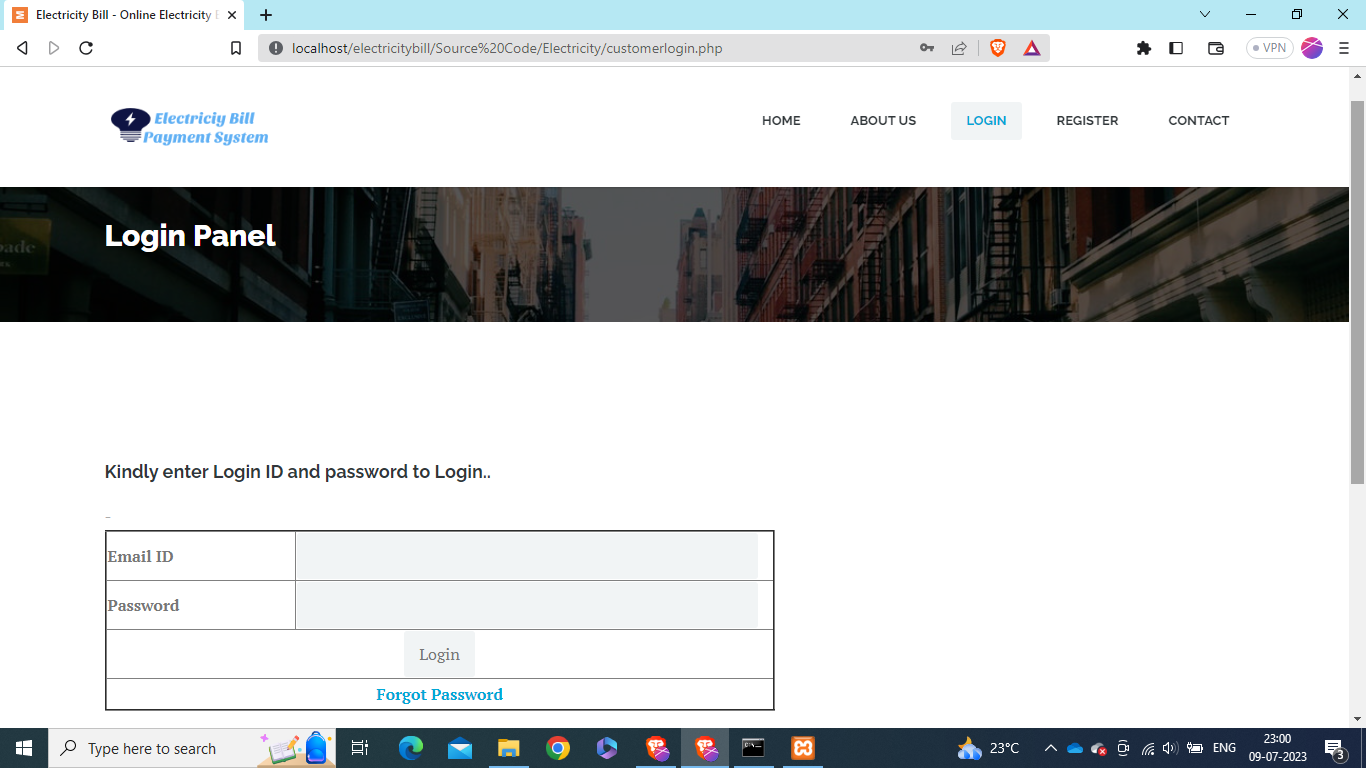 Electricity Bill - Online Electricity
localhost/electricitybill/Source%20Code/Electricity/customerlogin.php
VPN
Electriciy Bill
Payment System
HOME
ABOUT US
LOGIN
REGISTER
CONTACT
Login Panel
Kindly enter Login ID and password to Login..
Email ID
Password
Login
Forgot Password
Type here to search
23°C
ENG
23:00
09-07-2023
3